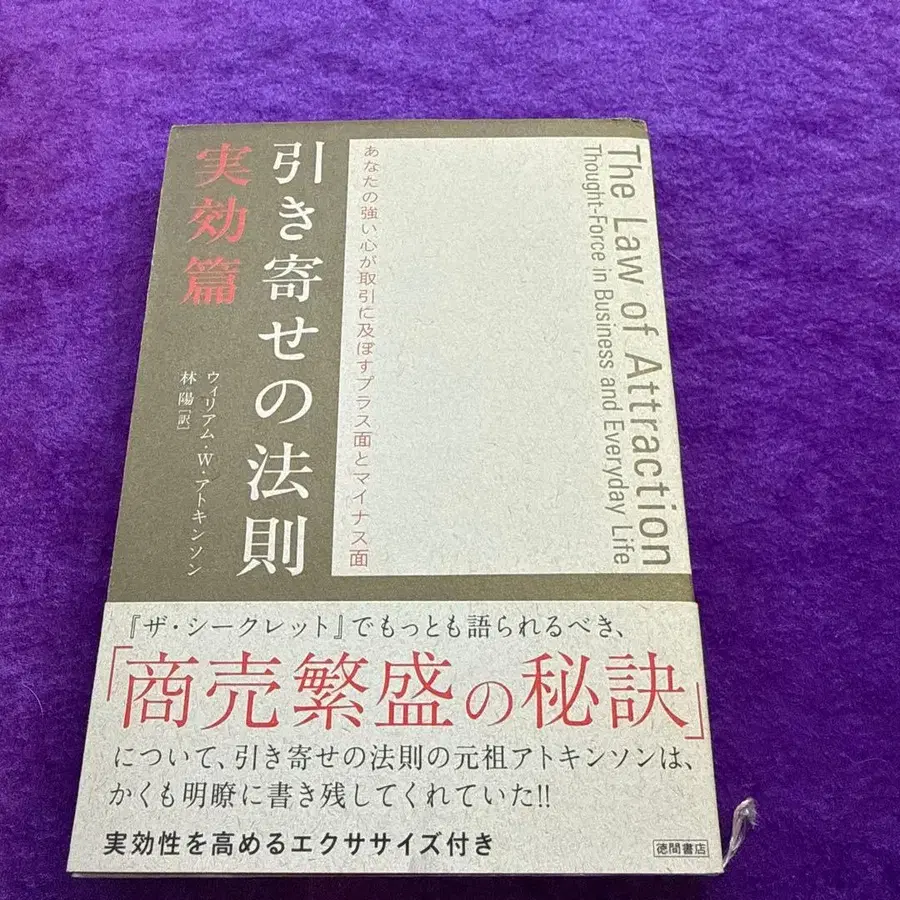 The Law of Attraction
Thought-Force in Business and Everyday Life
あなたの強い心が取引に及ぼすプラス面とマイナス面
引き寄せの法則
実効篇
ウィリアム・W・アトキンソン
林 陽[訳]
『ザ・シークレット』でもっとも語られるべき、
「商売繁盛の秘訣」
について、引き寄せの法則の元祖アトキンソンは、
かくも明瞭に書き残してくれていた!!
実効性を高めるエクササイズ付き
徳間書店